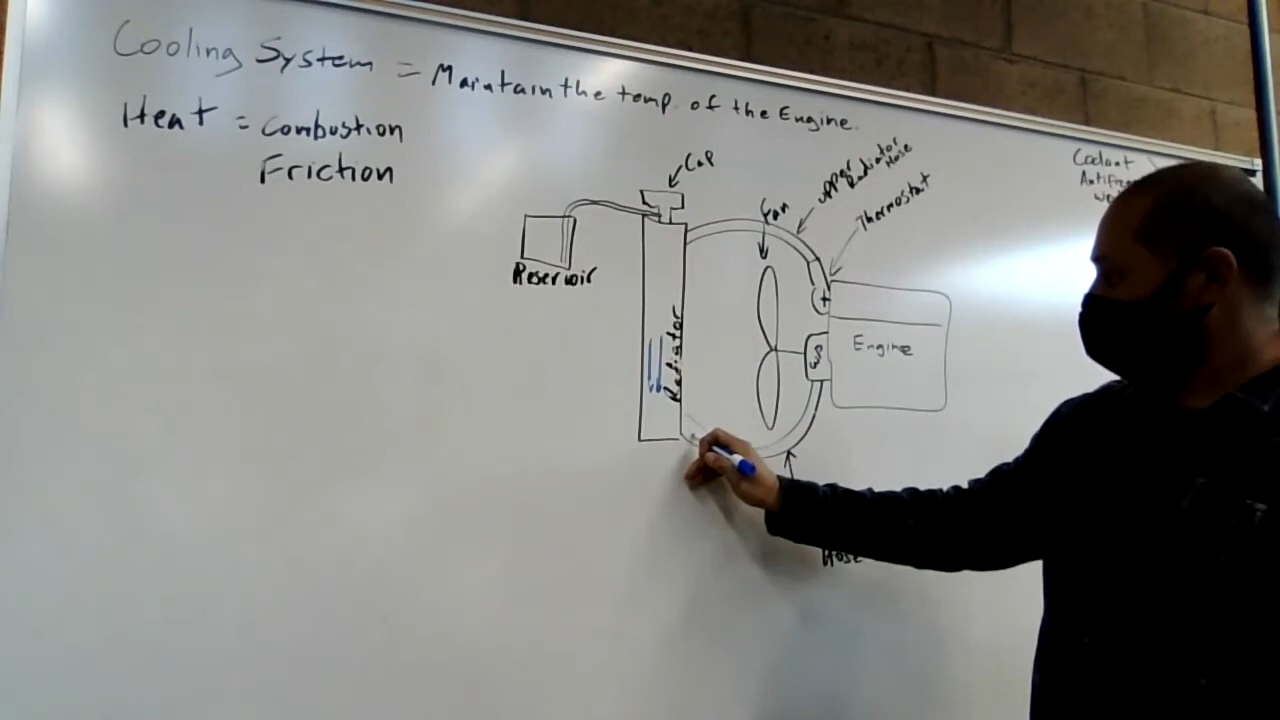 Cooling System = Maintain the temp. of the Engine.
Heat = Combustion
Friction
Cap
Fan
Upper
Radiator
Hose
Thermostat
Coolant
Reservoir
Radiator
Engine
Hose